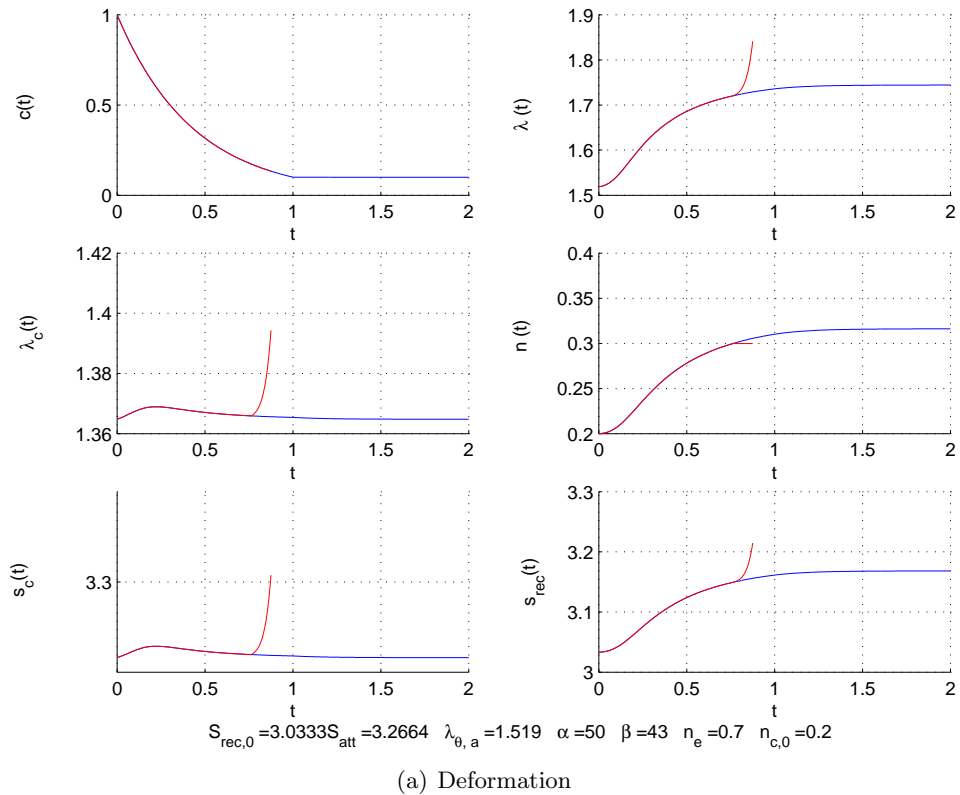 1
0.5
0
c(t)
0 0.5 1 1.5 2
t
1.9
1.8
1.7
1.6
1.5
λ (t)
0 0.5 1 1.5 2
t
1.42
1.4
1.38
1.36
λc(t)
0 0.5 1 1.5 2
t
0.4
0.35
0.3
0.25
0.2
n (t)
0 0.5 1 1.5 2
t
3.3
sc(t)
0 0.5 1 1.5 2
t
3.3
3.2
3.1
3
srec(t)
0 0.5 1 1.5 2
t
Srec,0 =3.0333Satt =3.2664 λθ, a =1.519 α =50 β =43 ne =0.7 nc,0 =0.2
(a) Deformation